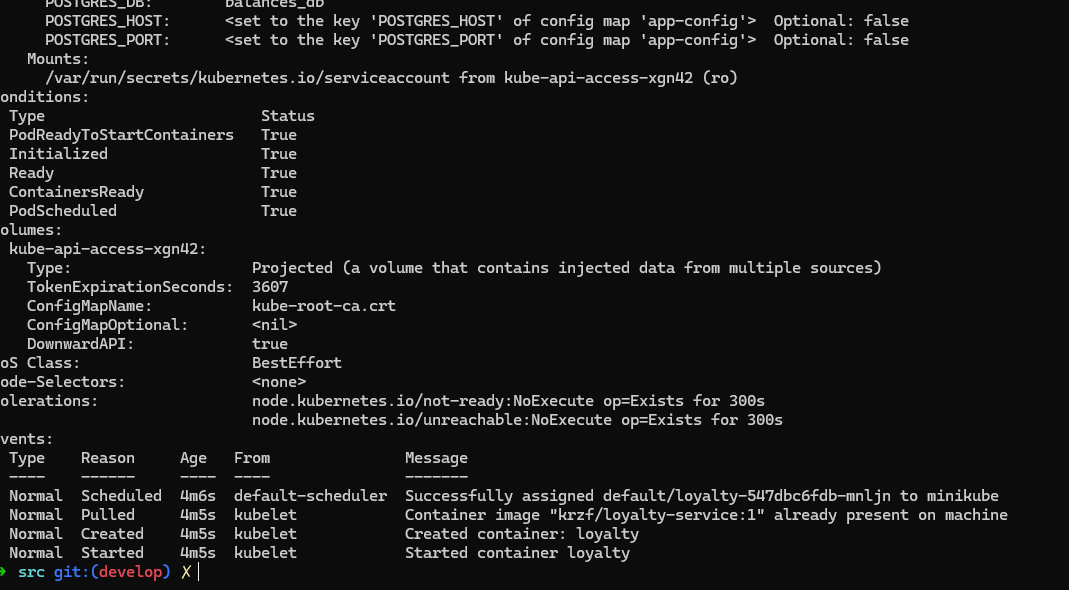 POSTGRES_DB: balances_db
POSTGRES_HOST: <set to the key 'POSTGRES_HOST' of config map 'app-config'> Optional: false
POSTGRES_PORT: <set to the key 'POSTGRES_PORT' of config map 'app-config'> Optional: false
Mounts:
/var/run/secrets/kubernetes.io/serviceaccount from kube-api-access-xgn42 (ro)
onditions:
Type Status
PodReadyToStartContainers True
Initialized True
Ready True
ContainersReady True
PodScheduled True
olumes:
kube-api-access-xgn42:
Type: Projected (a volume that contains injected data from multiple sources)
TokenExpirationSeconds: 3607
ConfigMapName: kube-root-ca.crt
ConfigMapOptional: <nil>
DownwardAPI: true
oS Class: BestEffort
ode-Selectors: <none>
olerations: node.kubernetes.io/not-ready:NoExecute op=Exists for 300s
node.kubernetes.io/unreachable:NoExecute op=Exists for 300s
vents:
Type Reason Age From Message
---- ------ ---- ---- -------
Normal Scheduled 4m6s default-scheduler Successfully assigned default/loyalty-547dbc6fdb-mnljn to minikube
Normal Pulled 4m5s kubelet Container image "krzf/loyalty-service:1" already present on machine
Normal Created 4m5s kubelet Created container: loyalty
Normal Started 4m5s kubelet Started container loyalty
➜ src git:(develop) ✗